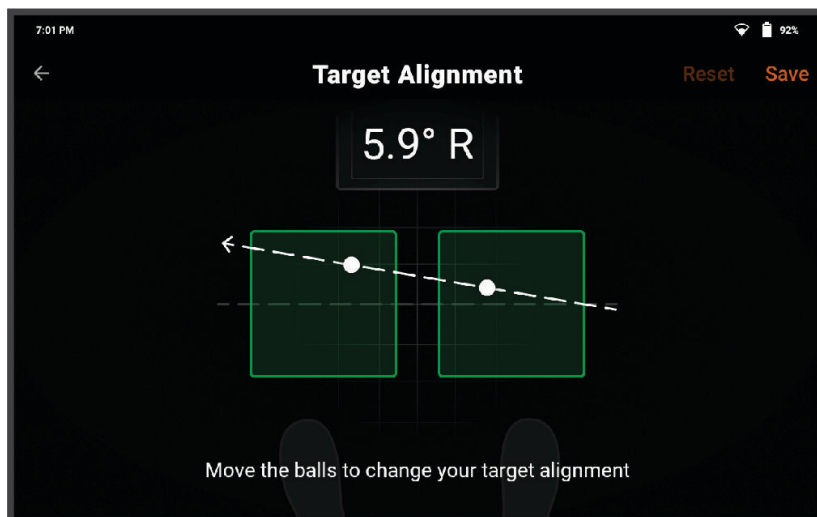 7:01 PM 92%
Target Alignment Reset Save
5.9° R
Move the balls to change your target alignment